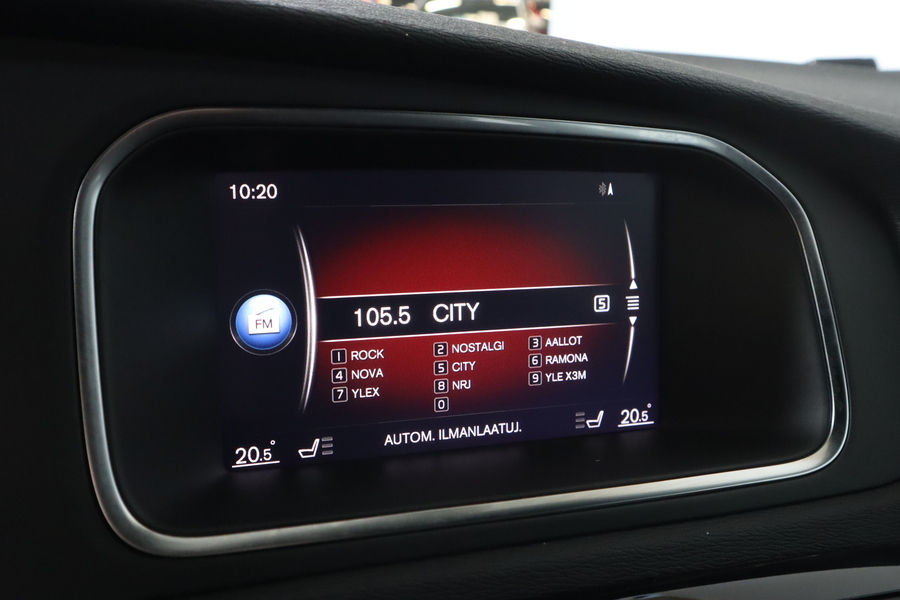 10:20
FM
105.5 CITY 5
1 ROCK 2 NOSTALGI 3 AALLOT
4 NOVA 5 CITY 6 RAMONA
7 YLEX 8 NRJ 9 YLE X3M
0
20.5° AUTOM. ILMANLAATUJ. 20.5°